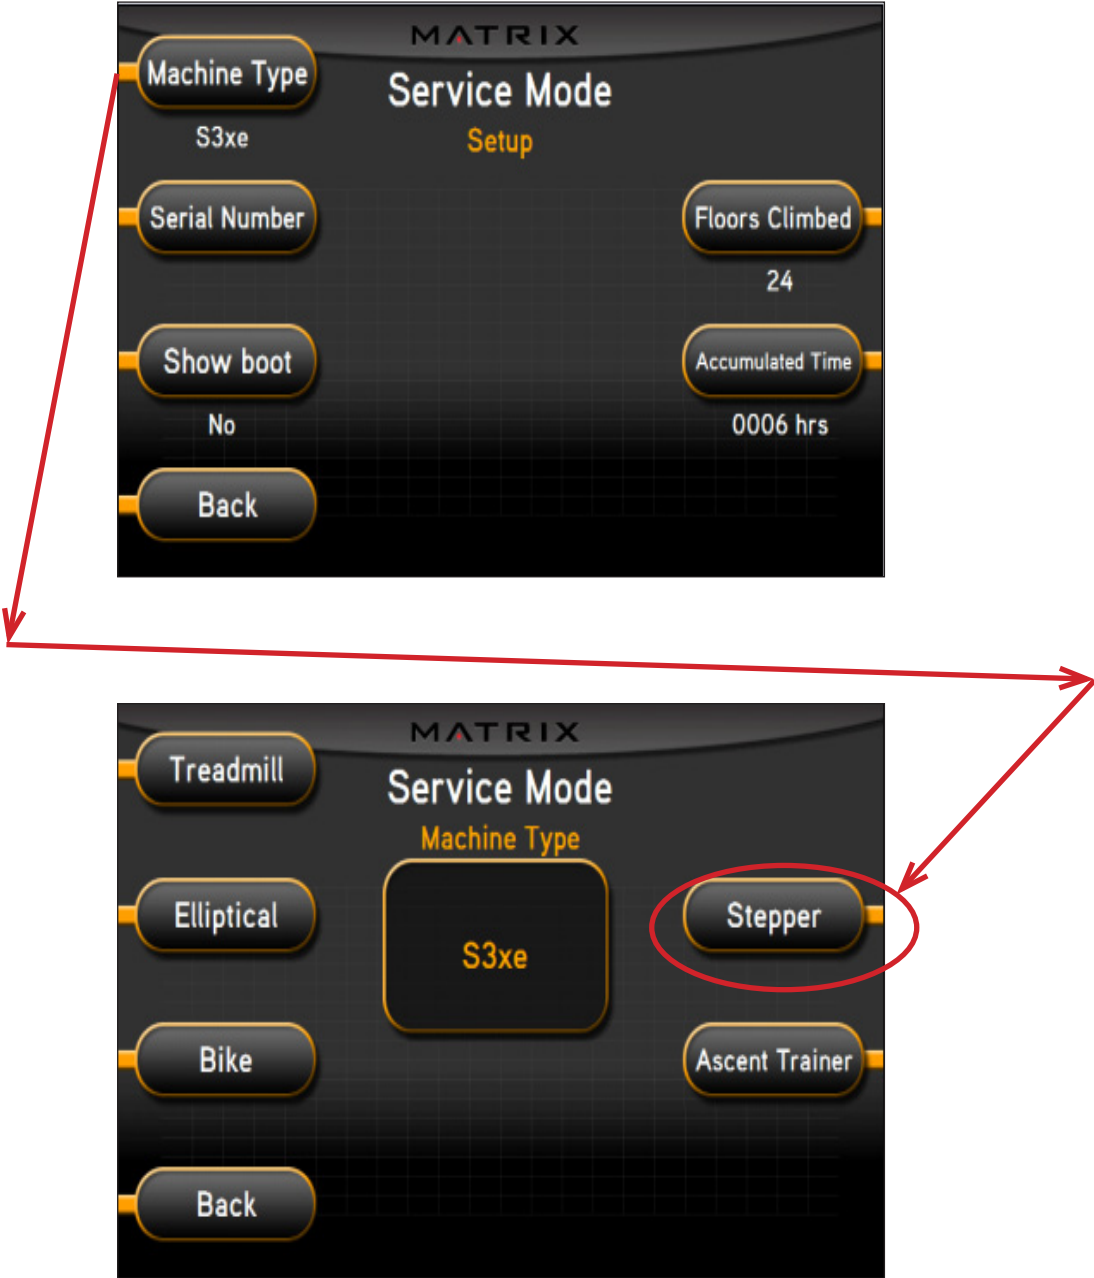 MATRIX
Machine Type
Service Mode
S3xe
Setup
Serial Number
Floors Climbed
24
Show boot
Accumulated Time
No
0006 hrs
Back
MATRIX
Treadmill
Service Mode
Machine Type
Elliptical
Stepper
S3xe
Bike
Ascent Trainer
Back